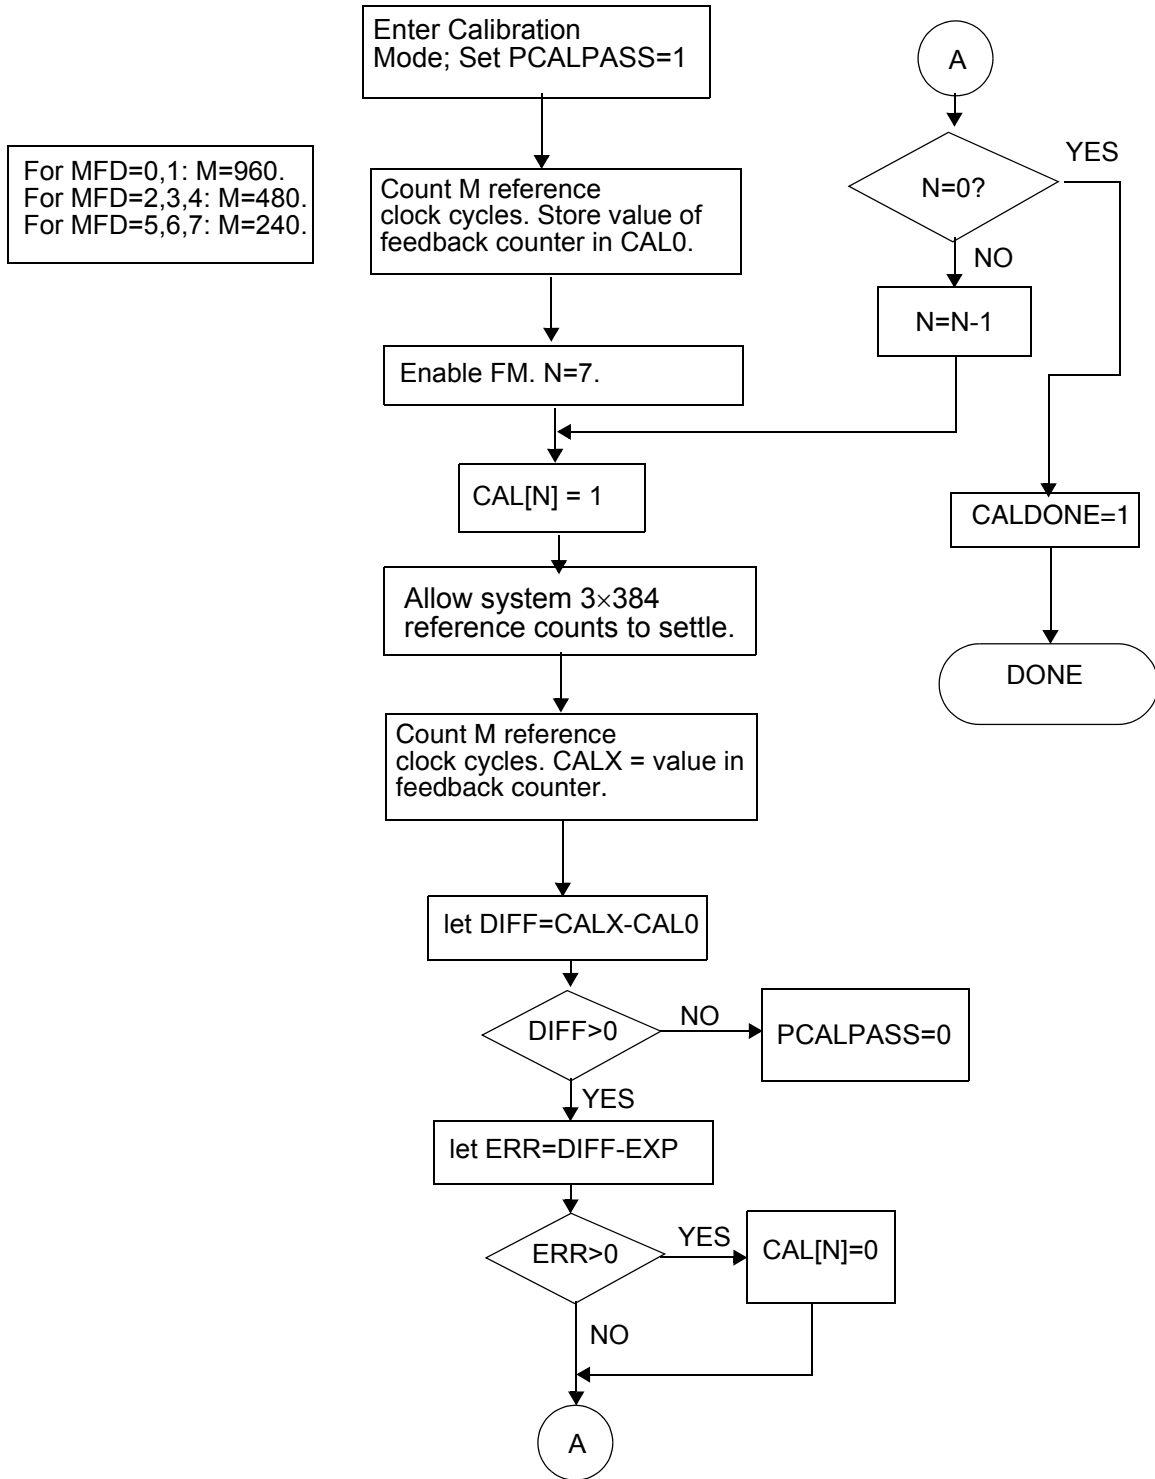 Enter Calibration
Mode; Set PCALPASS=1
For MFD=0,1: M=960.
For MFD=2,3,4: M=480.
For MFD=5,6,7: M=240.
Count M reference
clock cycles. Store value of
feedback counter in CAL0.
Enable FM. N=7.
CAL[N] = 1
Allow system 3×384
reference counts to settle.
Count M reference
clock cycles. CALX = value in
feedback counter.
let DIFF=CALX-CAL0
DIFF>0
NO
PCALPASS=0
YES
let ERR=DIFF-EXP
ERR>0
YES
CAL[N]=0
NO
A
A
N=0?
YES
NO
N=N-1
CALDONE=1
DONE